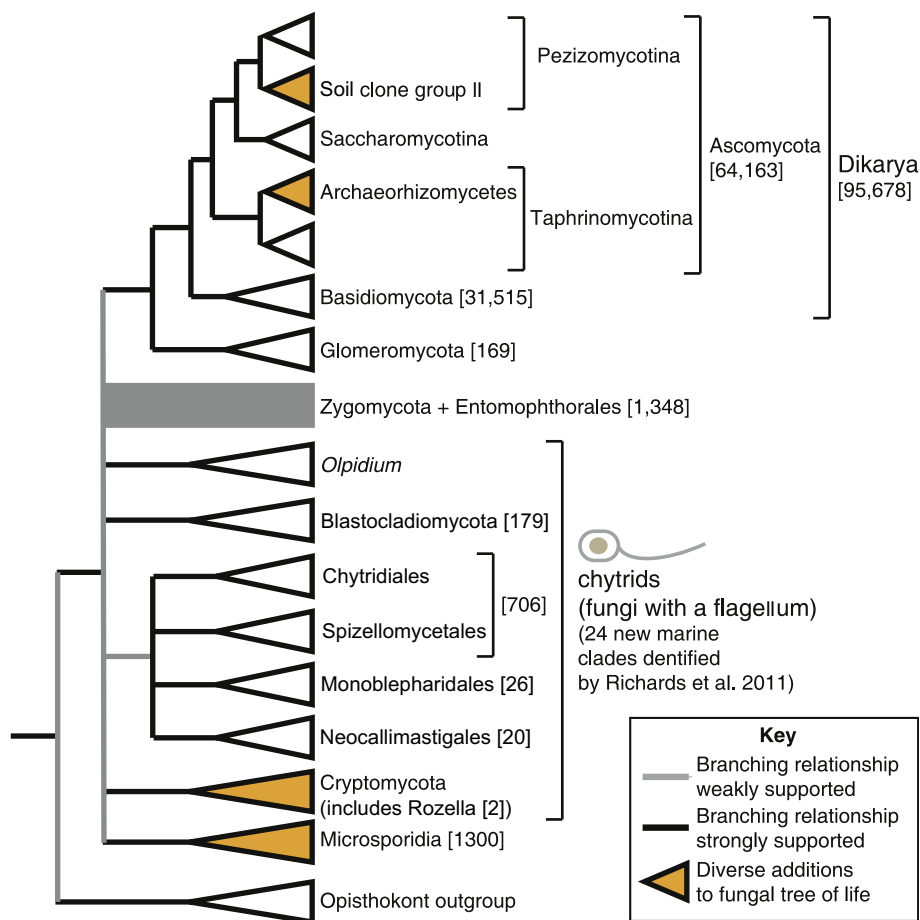 Pezizomycotina
Soil clone group II
Saccharomycotina
Ascomycota
[64,163]
Dikarya
[95,678]
Archaeorhizomycetes
Taphrinomycotina
Basidiomycota [31,515]
Glomeromycota [169]
Zygomycota + Entomophthorales [1,348]
Olpidium
Blastocladiomycota [179]
Chytridiales
[706]
Spizellomycetales
Monoblepharidales [26]
Neocallimastigales [20]
Cryptomycota
(includes Rozella [2])
Microsporidia [1300]
Opisthokont outgroup
chytrids
(fungi with a flagellum)
(24 new marine
clades dentified
by Richards et al. 2011)
Key
Branching relationship
weakly supported
Branching relationship
strongly supported
Diverse additions
to fungal tree of life